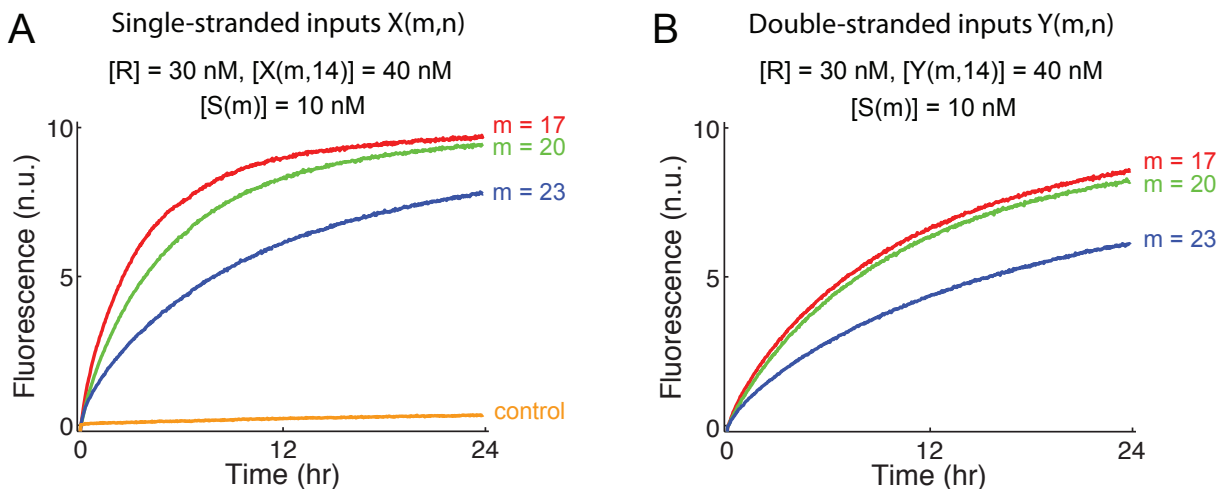 A
Single-stranded inputs X(m,n)
[R] = 30 nM, [X(m,14)] = 40 nM
[S(m)] = 10 nM
Fluorescence (n.u.)
10
5
0
m = 17
m = 20
m = 23
control
0
12
24
Time (hr)
B
Double-stranded inputs Y(m,n)
[R] = 30 nM, [Y(m,14)] = 40 nM
[S(m)] = 10 nM
Fluorescence (n.u.)
10
5
0
m = 17
m = 20
m = 23
0
12
24
Time (hr)